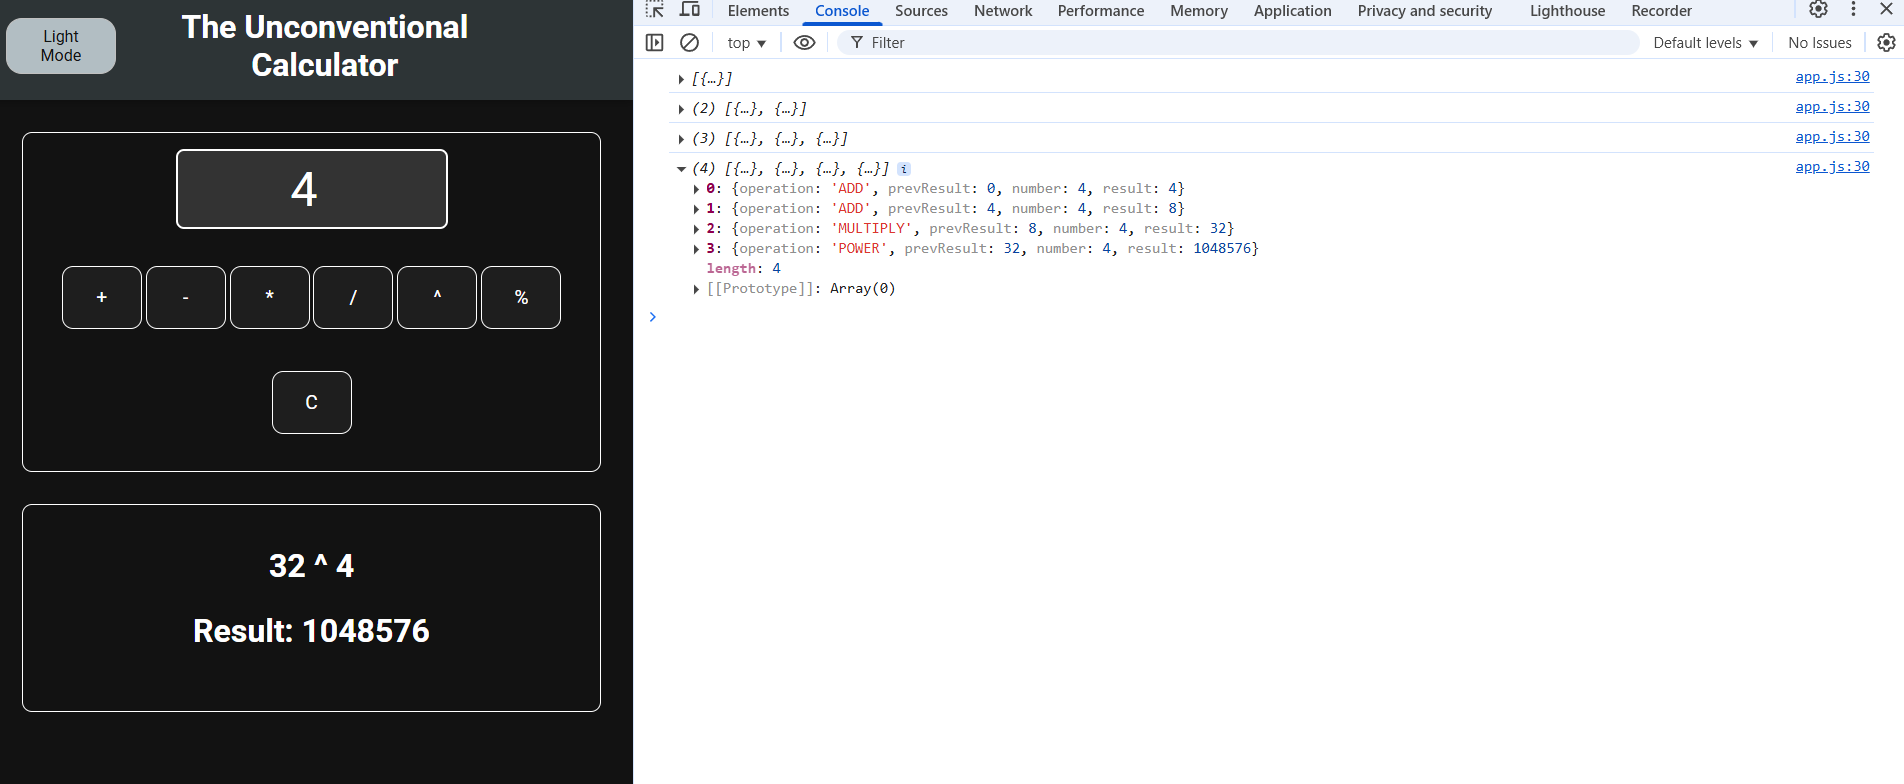 Light
Mode
The Unconventional
Calculator
4
+ - * / ^ %
C
32 ^ 4
Result: 1048576
Elements Console Sources Network Performance Memory Application Privacy and security Lighthouse Recorder
top ▼ Filter Default levels ▼ No Issues
[{…}] app.js:30
(2) [{…}, {…}] app.js:30
(3) [{…}, {…}, {…}] app.js:30
(4) [{…}, {…}, {…}, {…}] i app.js:30
0: {operation: 'ADD', prevResult: 0, number: 4, result: 4}
1: {operation: 'ADD', prevResult: 4, number: 4, result: 8}
2: {operation: 'MULTIPLY', prevResult: 8, number: 4, result: 32}
3: {operation: 'POWER', prevResult: 32, number: 4, result: 1048576}
length: 4
[[Prototype]]: Array(0)